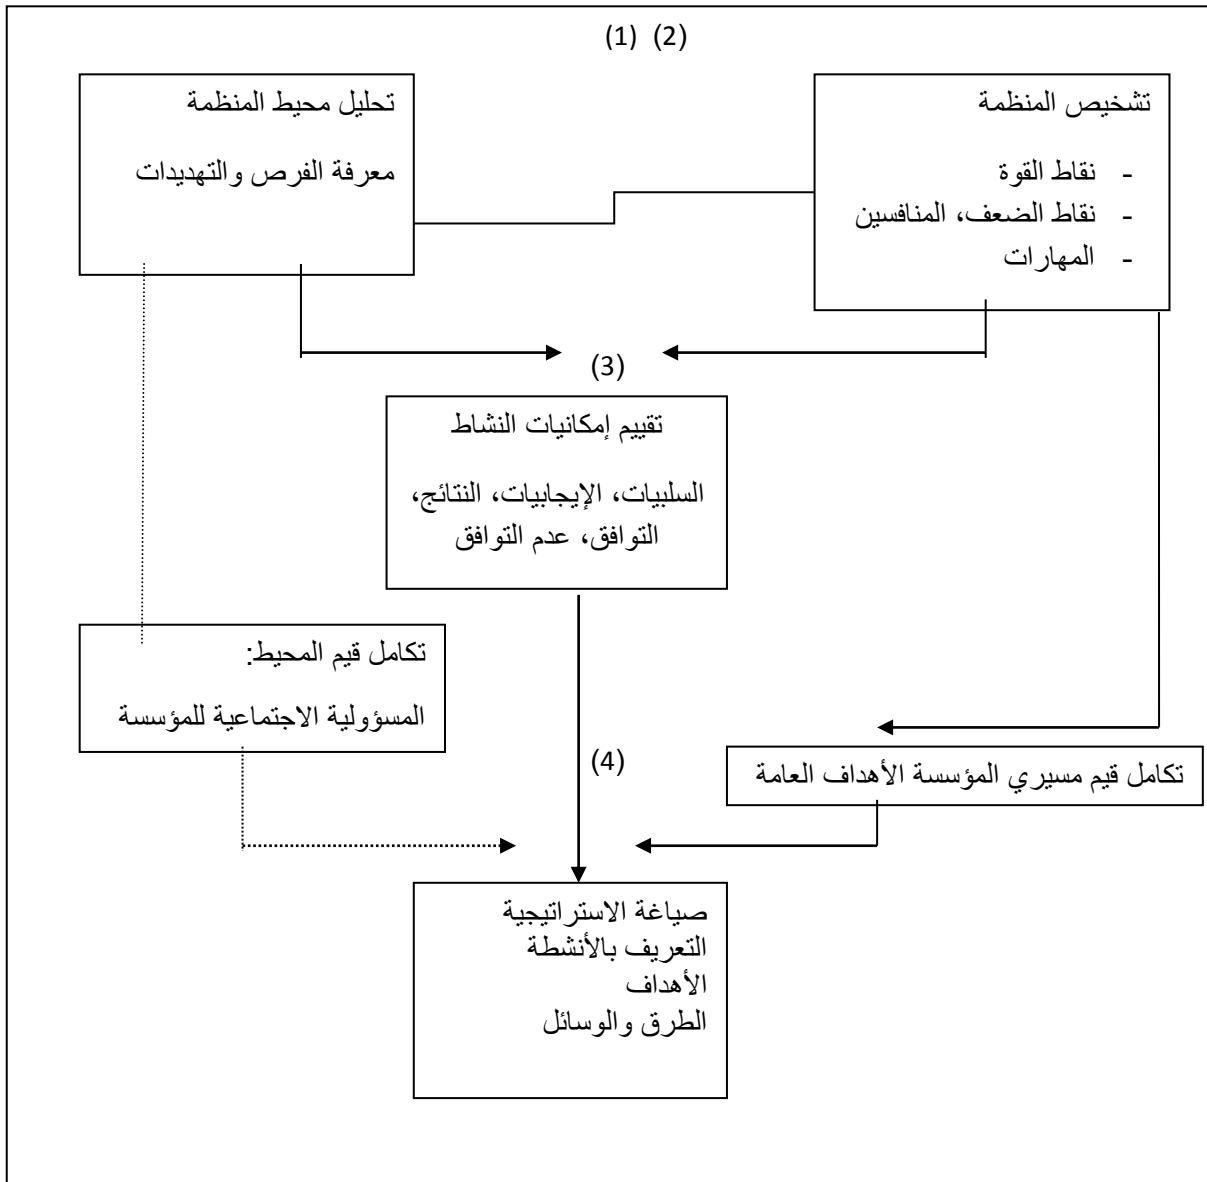 (1) (2)
تشخيص المنظمة
- نقاط القوة
- نقاط الضعف، المنافسين
- المهارات
تحليل محيط المنظمة
معرفة الفرص والتهديدات
(3)
تقييم إمكانيات النشاط
السلبيات، الإيجابيات، النتائج،
التوافق، عدم التوافق
تكامل قيم المحيط:
المسؤولية الاجتماعية للمؤسسة
(4)
تكامل قيم مسيري المؤسسة الأهداف العامة
صياغة الاستراتيجية
التعريف بالأنشطة
الأهداف
الطرق والوسائل